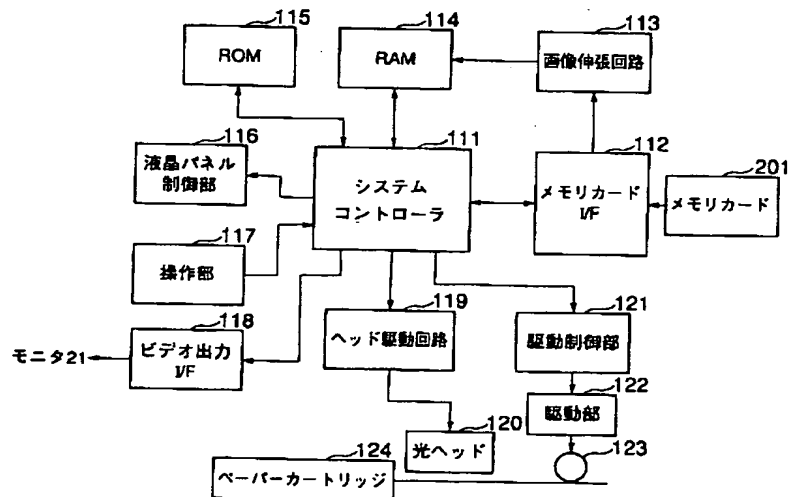 115
ROM
114
RAM
113
画像伸張回路
116
液晶パネル
制御部
111
システム
コントローラ
112
メモリカード
I/F
201
メモリカード
117
操作部
118
ビデオ出力
I/F
モニタ21
119
ヘッド駆動回路
121
駆動制御部
122
駆動部
120
光ヘッド
123
124
ペーパーカートリッジ